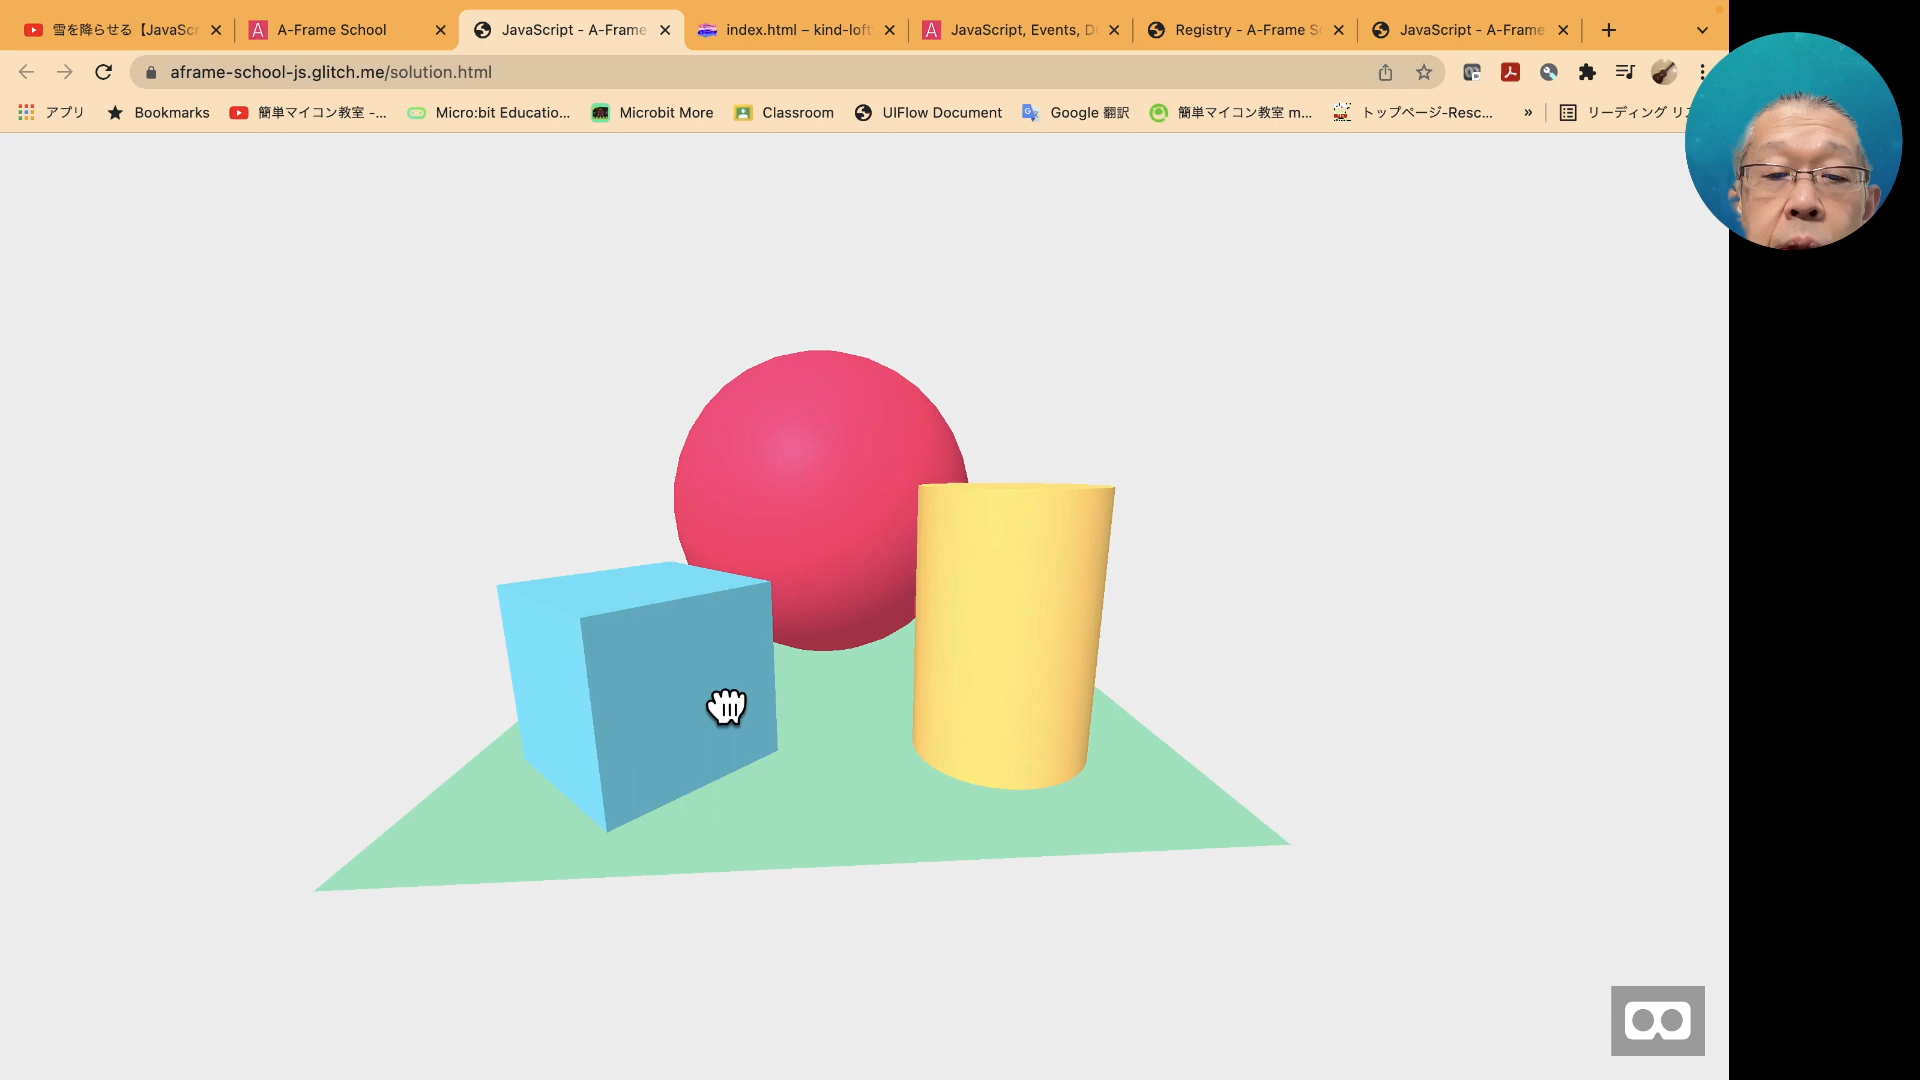 雪を降らせる【JavaScr
A-Frame School
JavaScript - A-Frame
index.html – kind-loft
JavaScript, Events, D
Registry - A-Frame S
JavaScript - A-Frame
aframe-school-js.glitch.me/solution.html
アプリ
Bookmarks
簡単マイコン教室 -...
Micro:bit Educatio...
Microbit More
Classroom
UIFlow Document
Google 翻訳
簡単マイコン教室 m...
トップページ-Resc...
»
リーディング リス